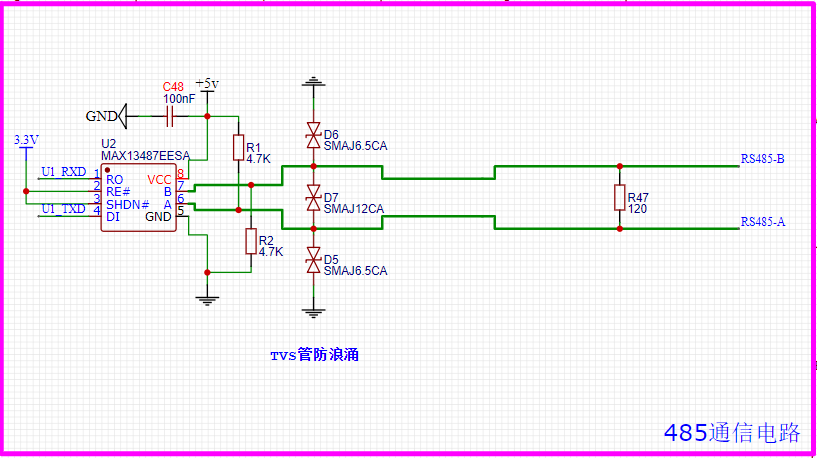 C48
+5v
100nF
GND
3.3V
U2
MAX13487EESA
R1
4.7K
D6
SMAJ6.5CA
U1_RXD
1
RO
VCC
8
2
RE#
B
7
3
SHDN#
A
6
U1_TXD
4
DI
GND
5
RS485-B
D7
SMAJ12CA
R47
120
RS485-A
R2
4.7K
D5
SMAJ6.5CA
TVS管防浪涌
485通信电路